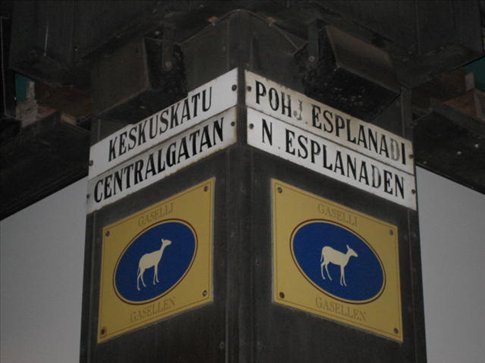 KESKUSKATU
CENTRALGATAN
POHJ. ESPLANADI
N. ESPLANADEN
GASELLI
GASELLEN
GASELLI
GASELLEN